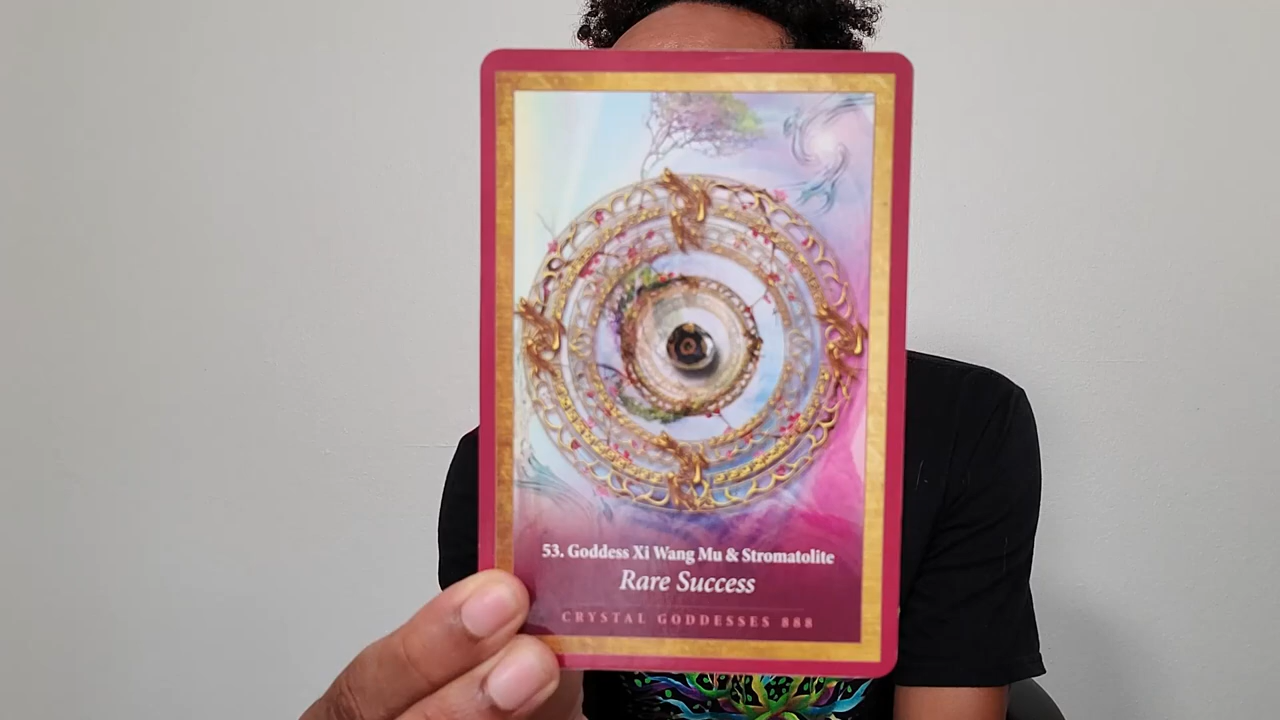 53. Goddess Xi Wang Mu & Stromatolite
Rare Success
CRYSTAL GODDESSES 888